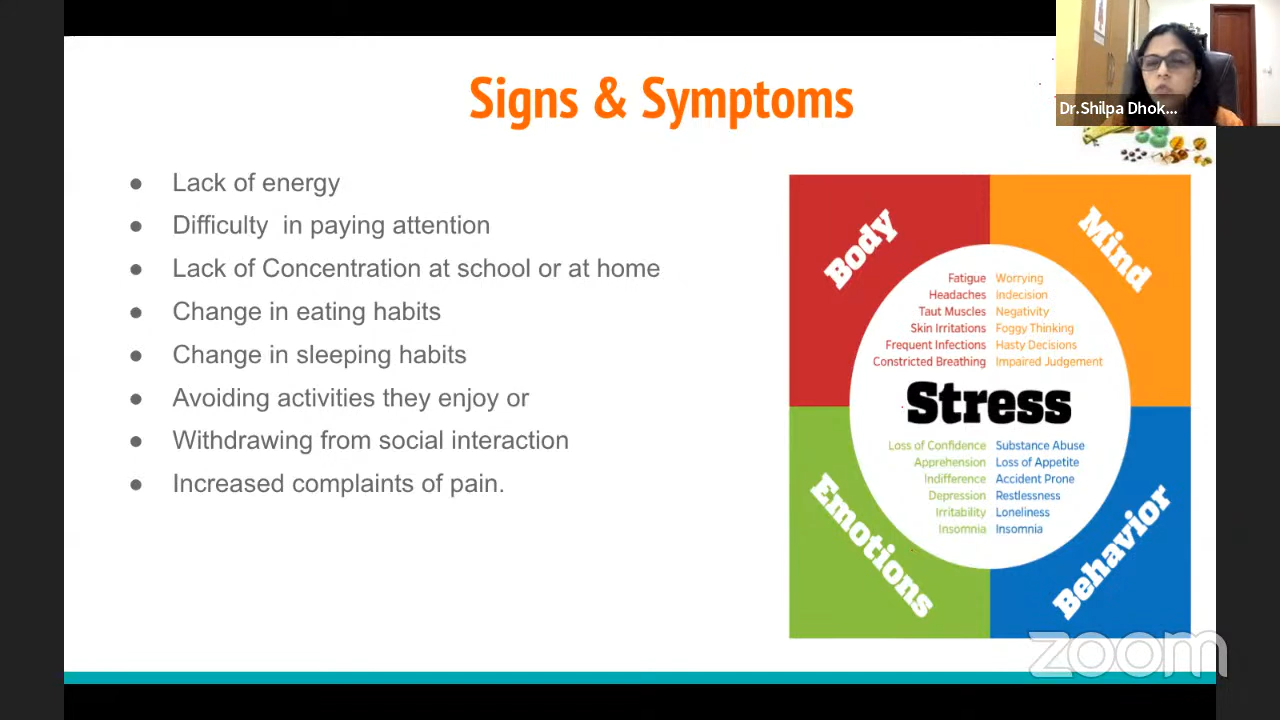 Signs & Symptoms
Dr.Shilpa Dhok...
● Lack of energy
● Difficulty in paying attention
● Lack of Concentration at school or at home
● Change in eating habits
● Change in sleeping habits
● Avoiding activities they enjoy or
● Withdrawing from social interaction
● Increased complaints of pain.
Body
Mind
Fatigue Worrying
Headaches Indecision
Taut Muscles Negativity
Skin Irritations Foggy Thinking
Frequent Infections Hasty Decisions
Constricted Breathing Impaired Judgement
Stress
Loss of Confidence Substance Abuse
Apprehension Loss of Appetite
Indifference Accident Prone
Depression Restlessness
Irritability Loneliness
Insomnia Insomnia
Emotions
Behavior
zoom